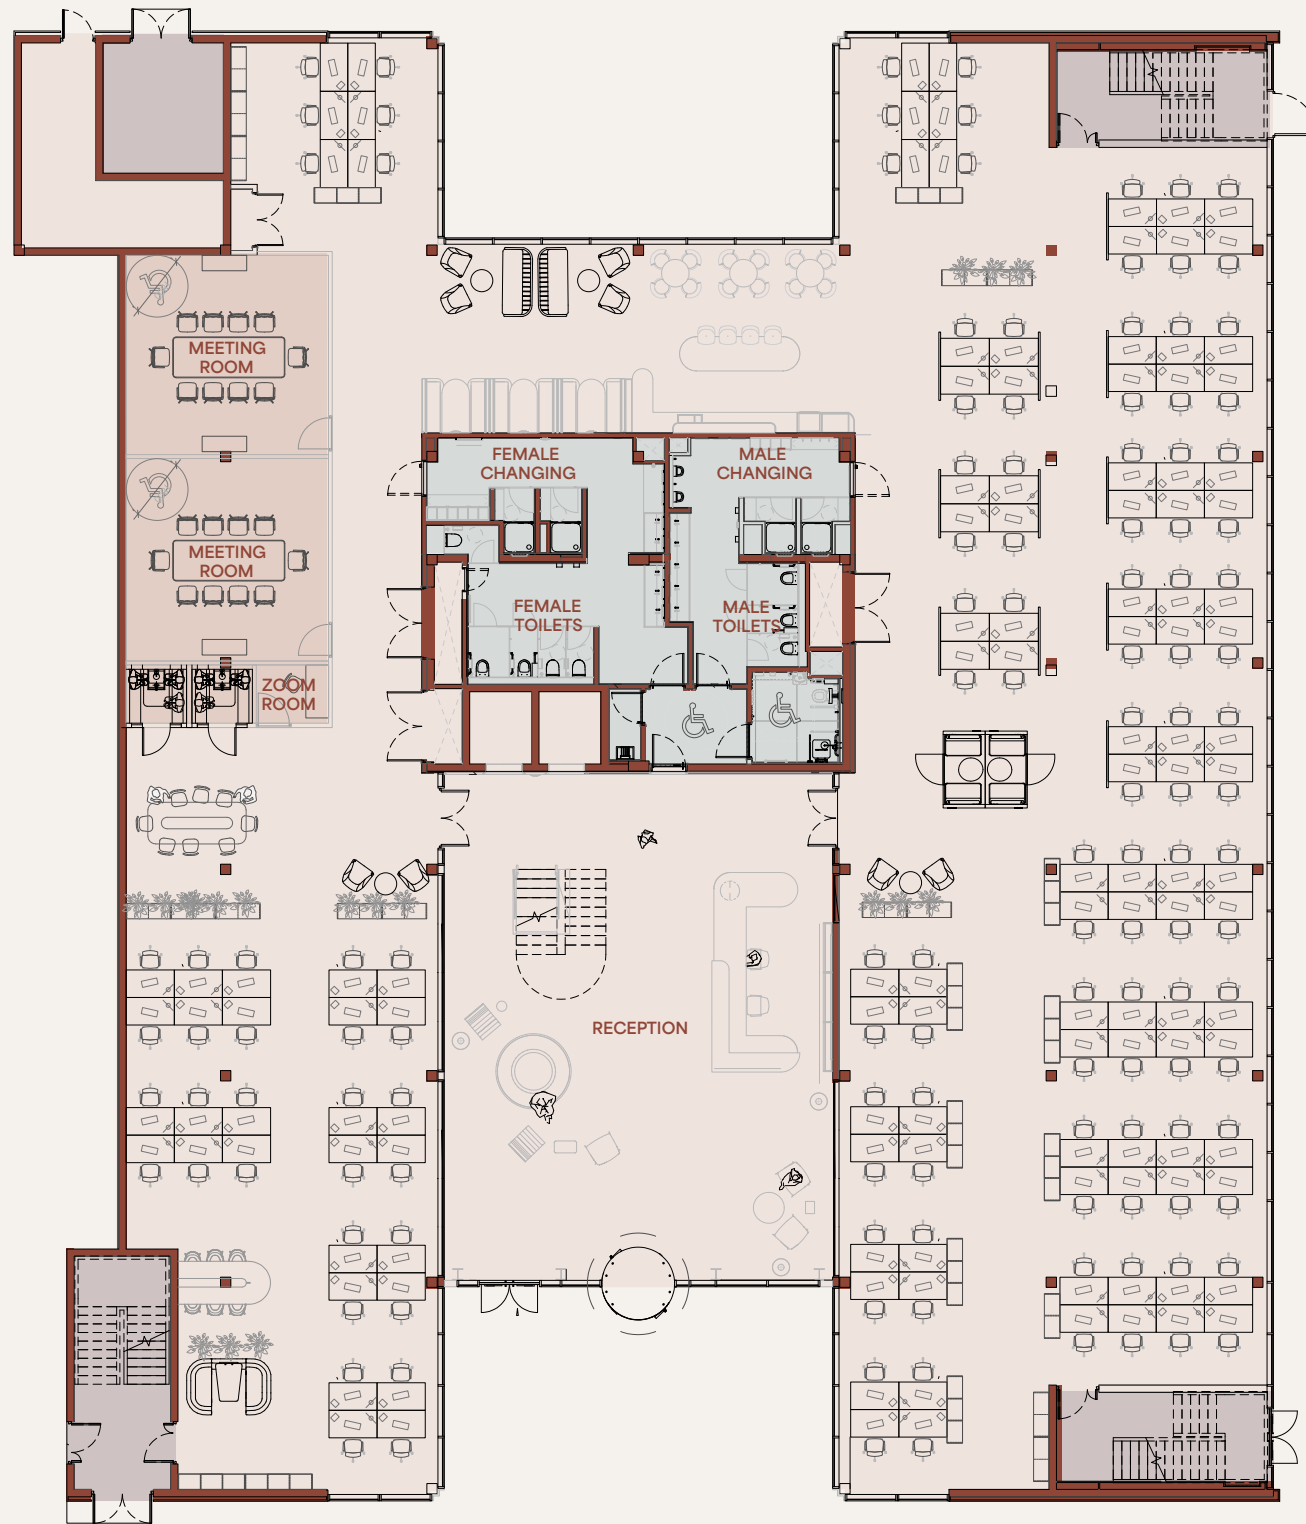 MEETING
ROOM
MEETING
ROOM
ZOOM
ROOM
FEMALE
CHANGING
MALE
CHANGING
FEMALE
TOILETS
MALE
TOILETS
RECEPTION